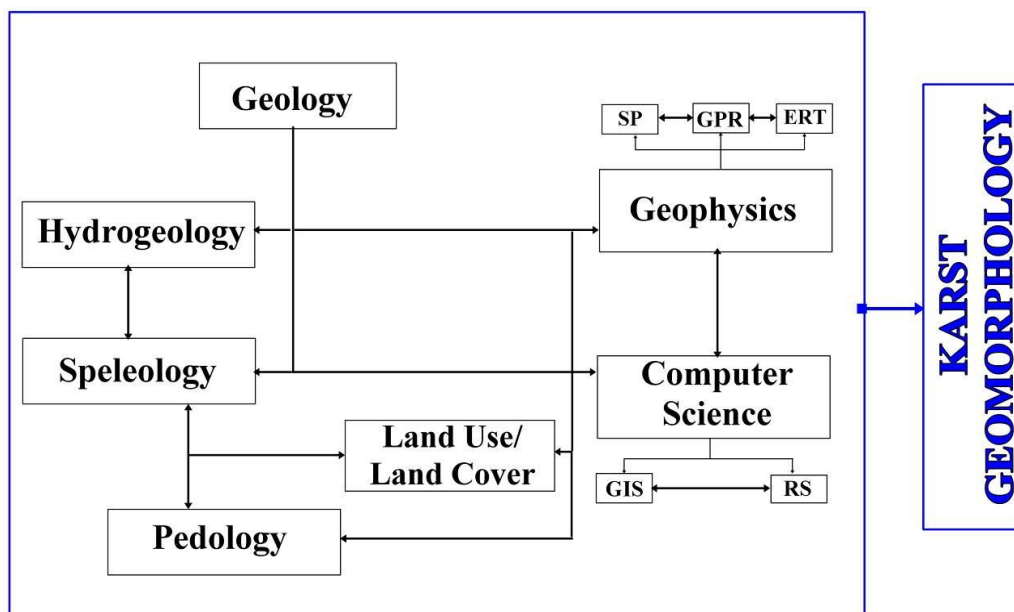 Geology
SP
GPR
ERT
Hydrogeology
Geophysics
Speleology
Computer
Science
Land Use/
Land Cover
GIS
RS
Pedology
KARST
GEOMORPHOLOGY